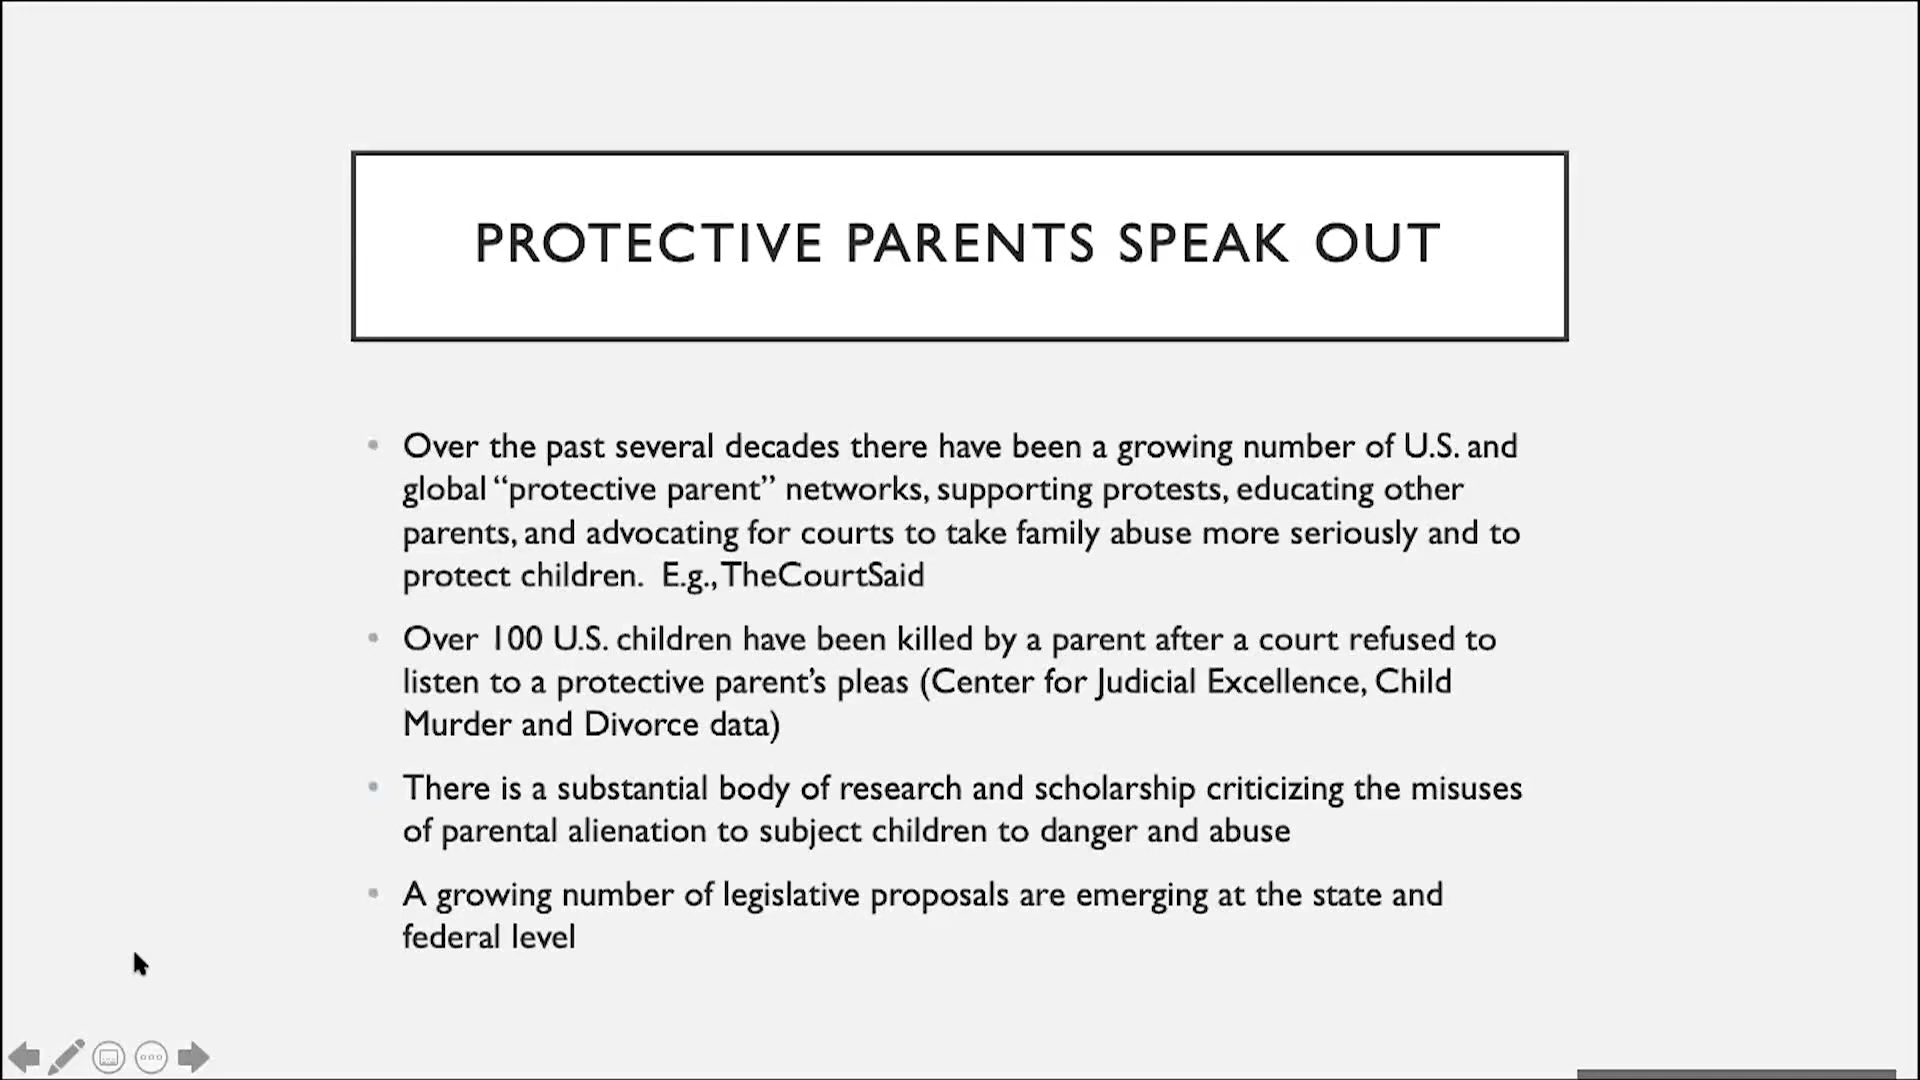 PROTECTIVE PARENTS SPEAK OUT
• Over the past several decades there have been a growing number of U.S. and
global “protective parent” networks, supporting protests, educating other
parents, and advocating for courts to take family abuse more seriously and to
protect children.  E.g., TheCourtSaid
• Over 100 U.S. children have been killed by a parent after a court refused to
listen to a protective parent’s pleas (Center for Judicial Excellence, Child
Murder and Divorce data)
• There is a substantial body of research and scholarship criticizing the misuses
of parental alienation to subject children to danger and abuse
• A growing number of legislative proposals are emerging at the state and
federal level